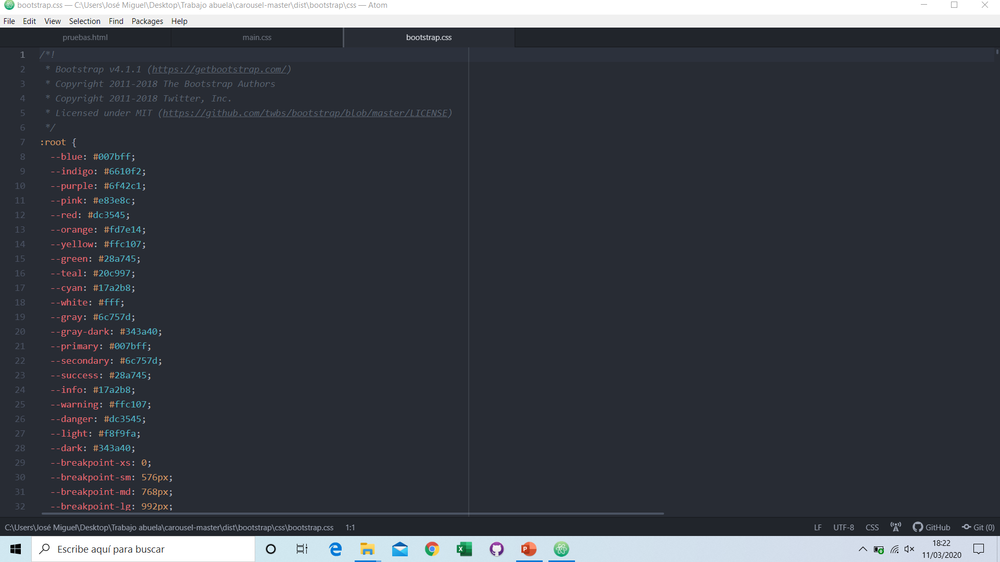 bootstrap.css — C:\Users\José Miguel\Desktop\Trabajo abuela\carousel-master\dist\bootstrap\css — Atom
File Edit View Selection Find Packages Help
pruebas.html main.css bootstrap.css
1 /*!
2 * Bootstrap v4.1.1 (https://getbootstrap.com/)
3 * Copyright 2011-2018 The Bootstrap Authors
4 * Copyright 2011-2018 Twitter, Inc.
5 * Licensed under MIT (https://github.com/twbs/bootstrap/blob/master/LICENSE)
6 */
7 :root {
8 --blue: #007bff;
9 --indigo: #6610f2;
10 --purple: #6f42c1;
11 --pink: #e83e8c;
12 --red: #dc3545;
13 --orange: #fd7e14;
14 --yellow: #ffc107;
15 --green: #28a745;
16 --teal: #20c997;
17 --cyan: #17a2b8;
18 --white: #fff;
19 --gray: #6c757d;
20 --gray-dark: #343a40;
21 --primary: #007bff;
22 --secondary: #6c757d;
23 --success: #28a745;
24 --info: #17a2b8;
25 --warning: #ffc107;
26 --danger: #dc3545;
27 --light: #f8f9fa;
28 --dark: #343a40;
29 --breakpoint-xs: 0;
30 --breakpoint-sm: 576px;
31 --breakpoint-md: 768px;
32 --breakpoint-lg: 992px;
C:\Users\José Miguel\Desktop\Trabajo abuela\carousel-master\dist\bootstrap\css\bootstrap.css 1:1 LF UTF-8 CSS GitHub Git (0)
Escribe aquí para buscar
18:22
11/03/2020